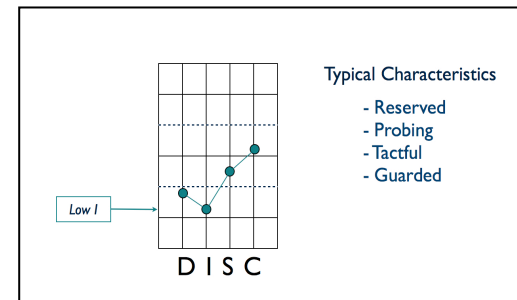 Typical Characteristics
- Reserved
- Probing
- Tactful
- Guarded
Low I
D I S C